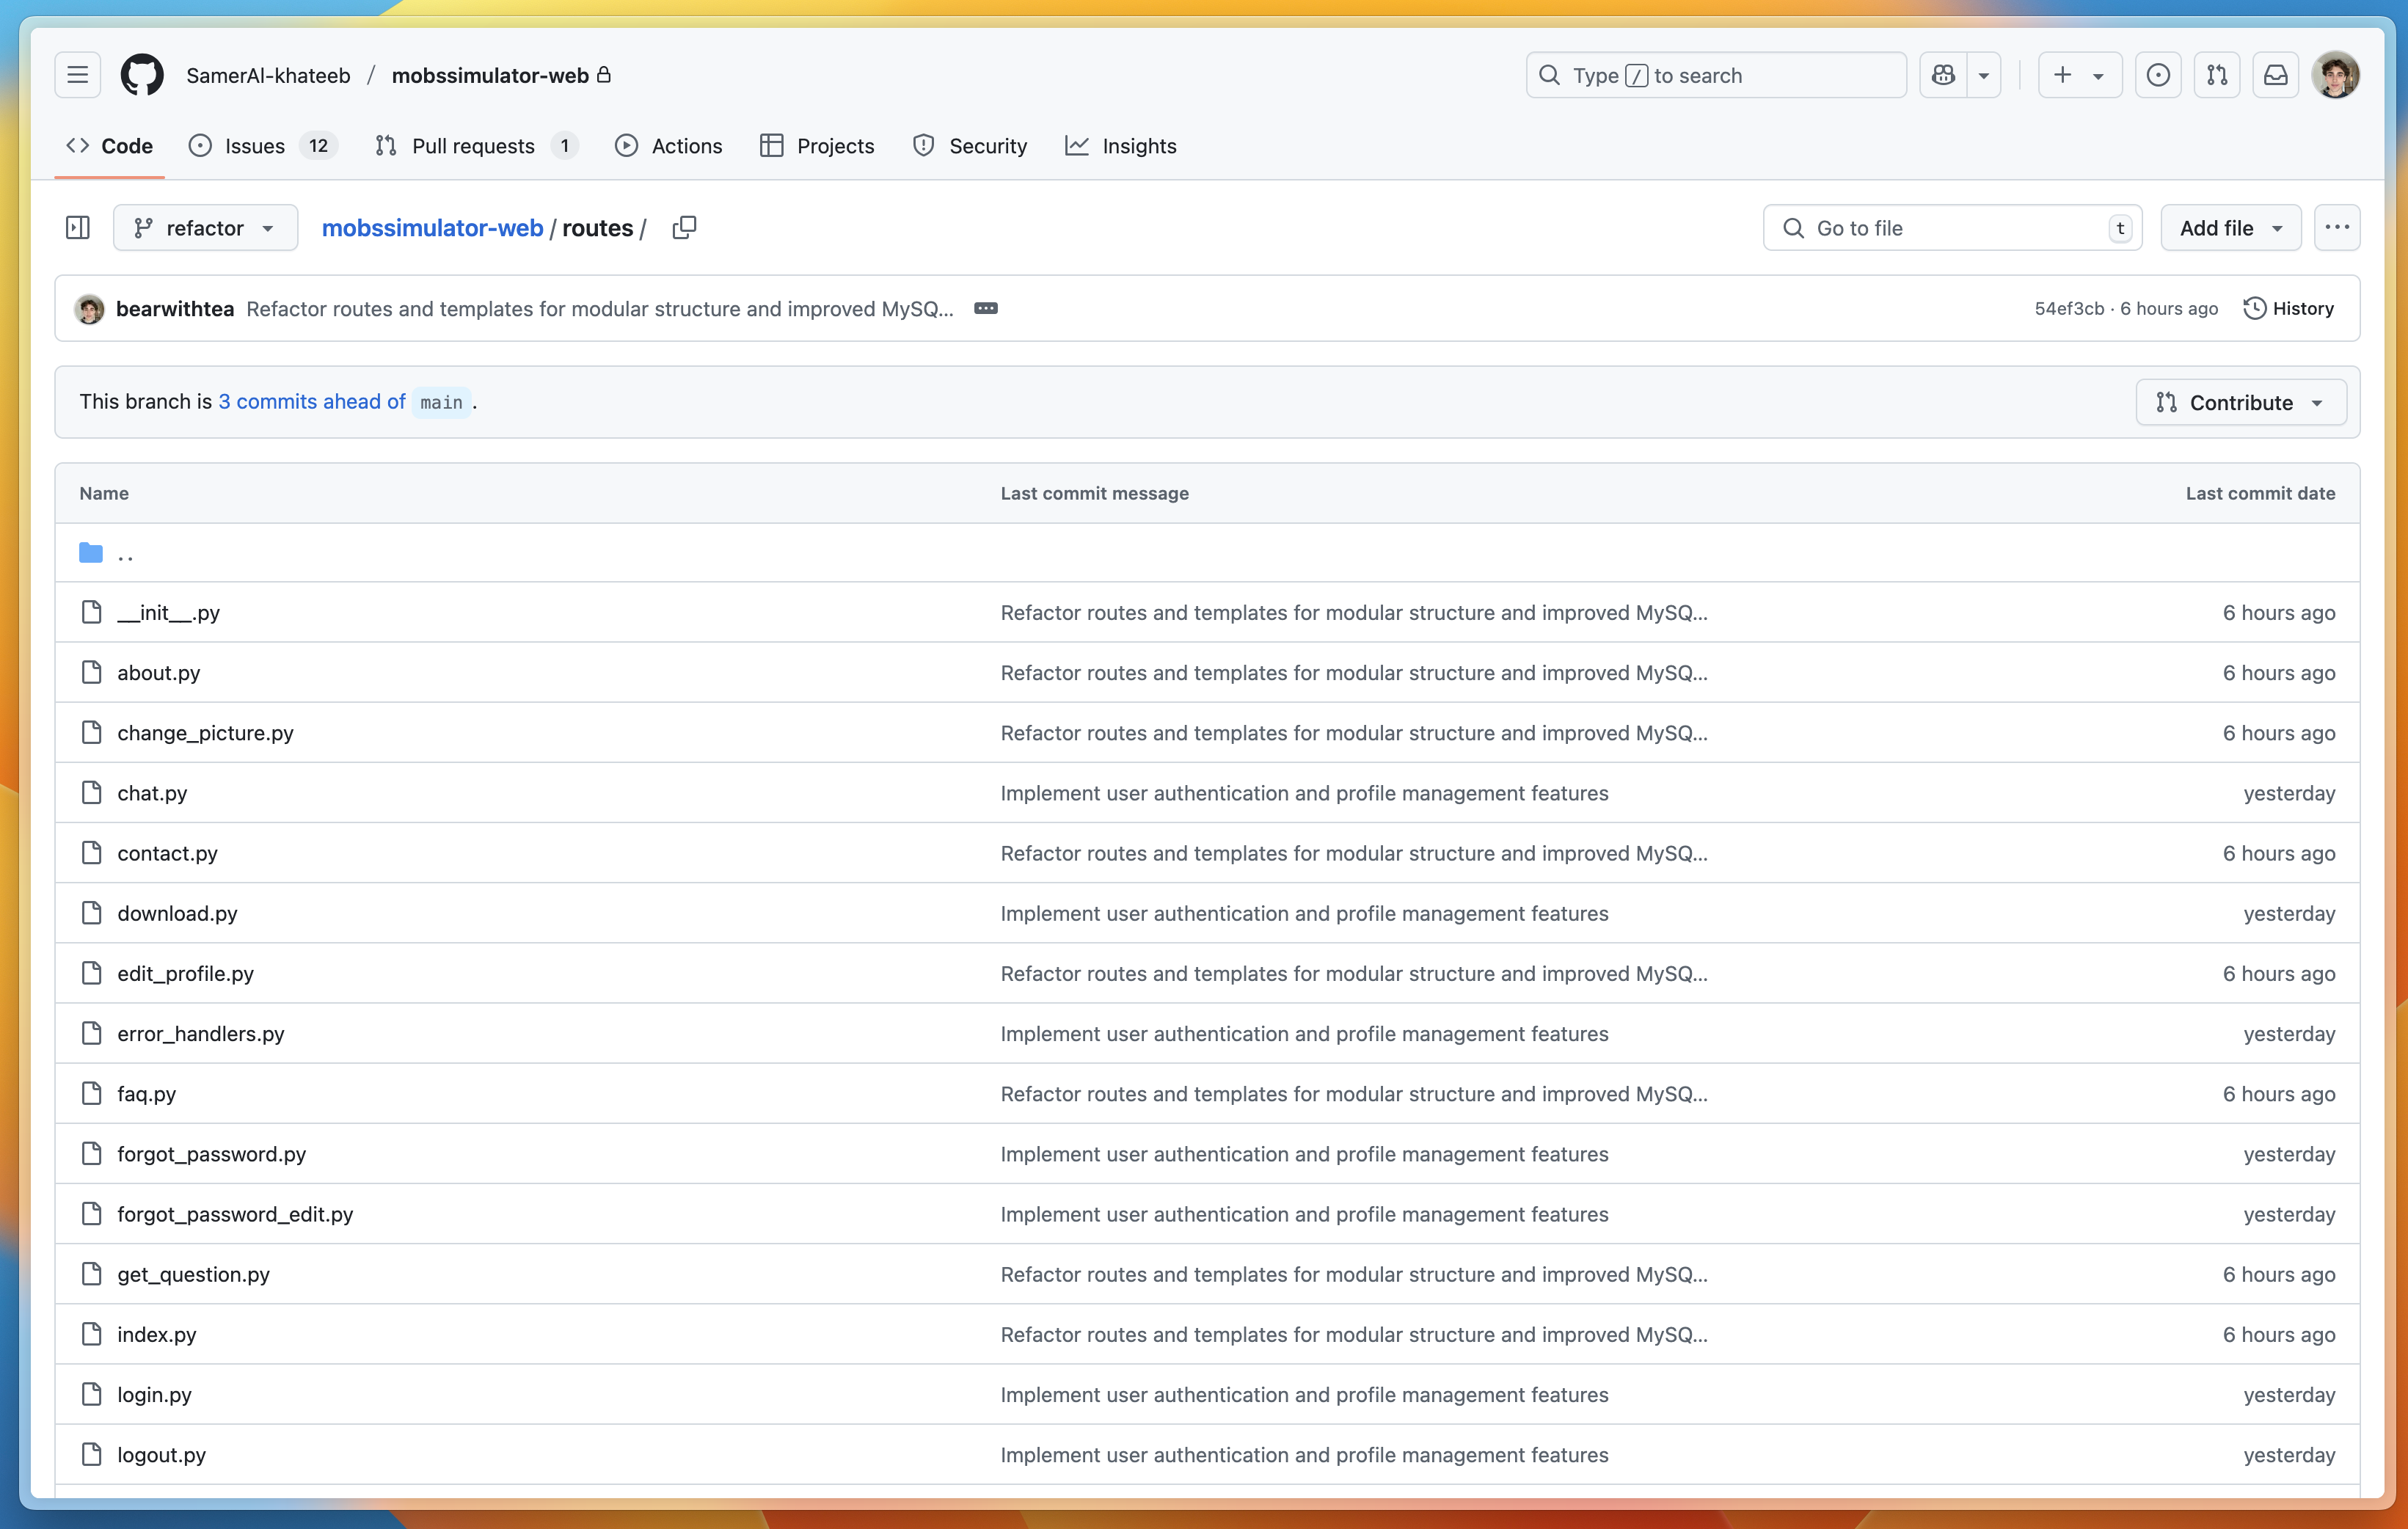 SamerAl-khateeb / mobssimulator-web
Type / to search
Code
Issues 12
Pull requests 1
Actions
Projects
Security
Insights
refactor
mobssimulator-web / routes /
Go to file t
Add file
bearwithtea Refactor routes and templates for modular structure and improved MySQ...
54ef3cb · 6 hours ago
History
This branch is 3 commits ahead of main.
Contribute
Name Last commit message Last commit date
..
__init__.py Refactor routes and templates for modular structure and improved MySQ... 6 hours ago
about.py Refactor routes and templates for modular structure and improved MySQ... 6 hours ago
change_picture.py Refactor routes and templates for modular structure and improved MySQ... 6 hours ago
chat.py Implement user authentication and profile management features yesterday
contact.py Refactor routes and templates for modular structure and improved MySQ... 6 hours ago
download.py Implement user authentication and profile management features yesterday
edit_profile.py Refactor routes and templates for modular structure and improved MySQ... 6 hours ago
error_handlers.py Implement user authentication and profile management features yesterday
faq.py Refactor routes and templates for modular structure and improved MySQ... 6 hours ago
forgot_password.py Implement user authentication and profile management features yesterday
forgot_password_edit.py Implement user authentication and profile management features yesterday
get_question.py Refactor routes and templates for modular structure and improved MySQ... 6 hours ago
index.py Refactor routes and templates for modular structure and improved MySQ... 6 hours ago
login.py Implement user authentication and profile management features yesterday
logout.py Implement user authentication and profile management features yesterday